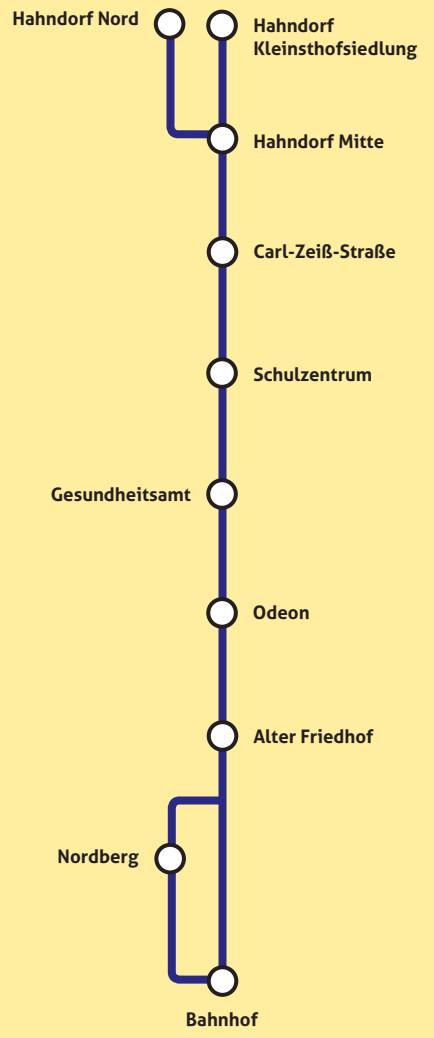 Hahndorf Nord
Hahndorf
Kleinsthofsiedlung
Hahndorf Mitte
Carl-Zeiß-Straße
Schulzentrum
Gesundheitsamt
Odeon
Alter Friedhof
Nordberg
Bahnhof